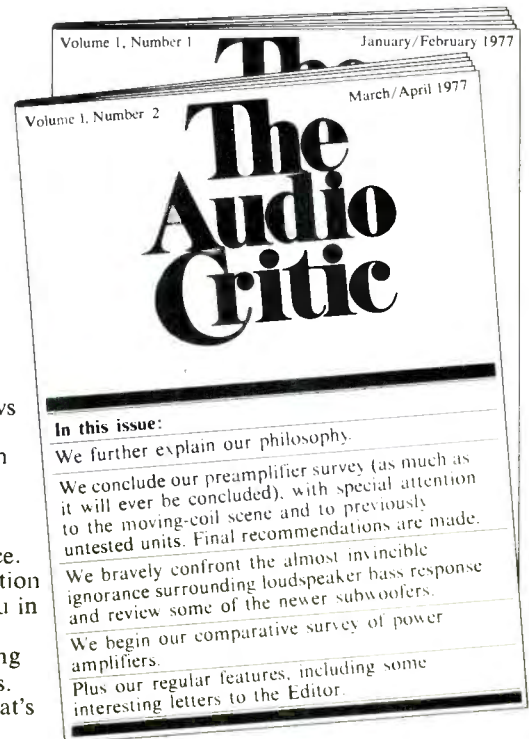 Volume 1, Number 1 January/February 1977
The
Volume 1, Number 2 March/April 1977
The
Audio
Critic
In this issue:
We further explain our philosophy.
We conclude our preamplifier survey (as much as
it will ever be concluded), with special attention
to the moving-coil scene and to previously
untested units. Final recommendations are made.
We bravely confront the almost invincible
ignorance surrounding loudspeaker bass response
and review some of the newer subwoofers.
We begin our comparative survey of power
amplifiers.
Plus our regular features, including some
interesting letters to the Editor.